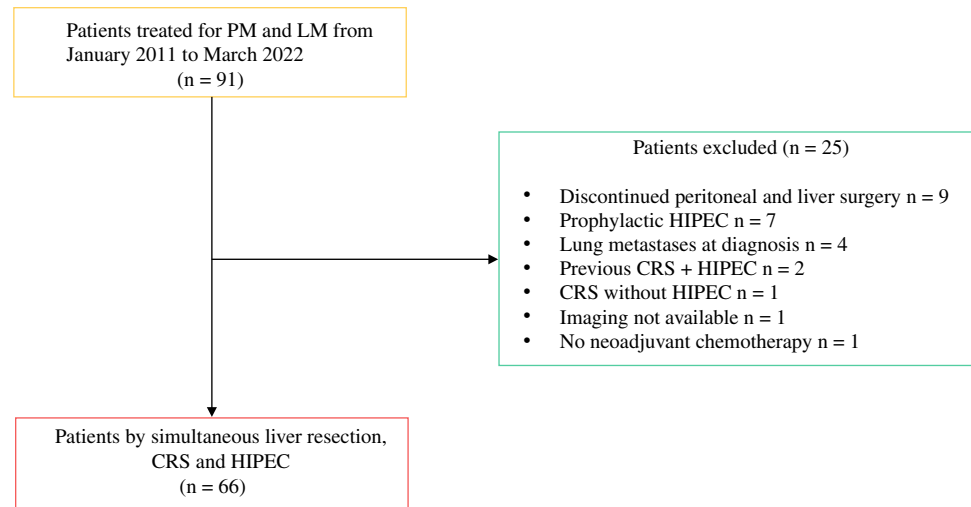 Patients treated for PM and LM from
January 2011 to March 2022
(n = 91)
Patients excluded (n = 25)
• Discontinued peritoneal and liver surgery n = 9
• Prophylactic HIPEC n = 7
• Lung metastases at diagnosis n = 4
• Previous CRS + HIPEC n = 2
• CRS without HIPEC n = 1
• Imaging not available n = 1
• No neoadjuvant chemotherapy n = 1
Patients by simultaneous liver resection,
CRS and HIPEC
(n = 66)